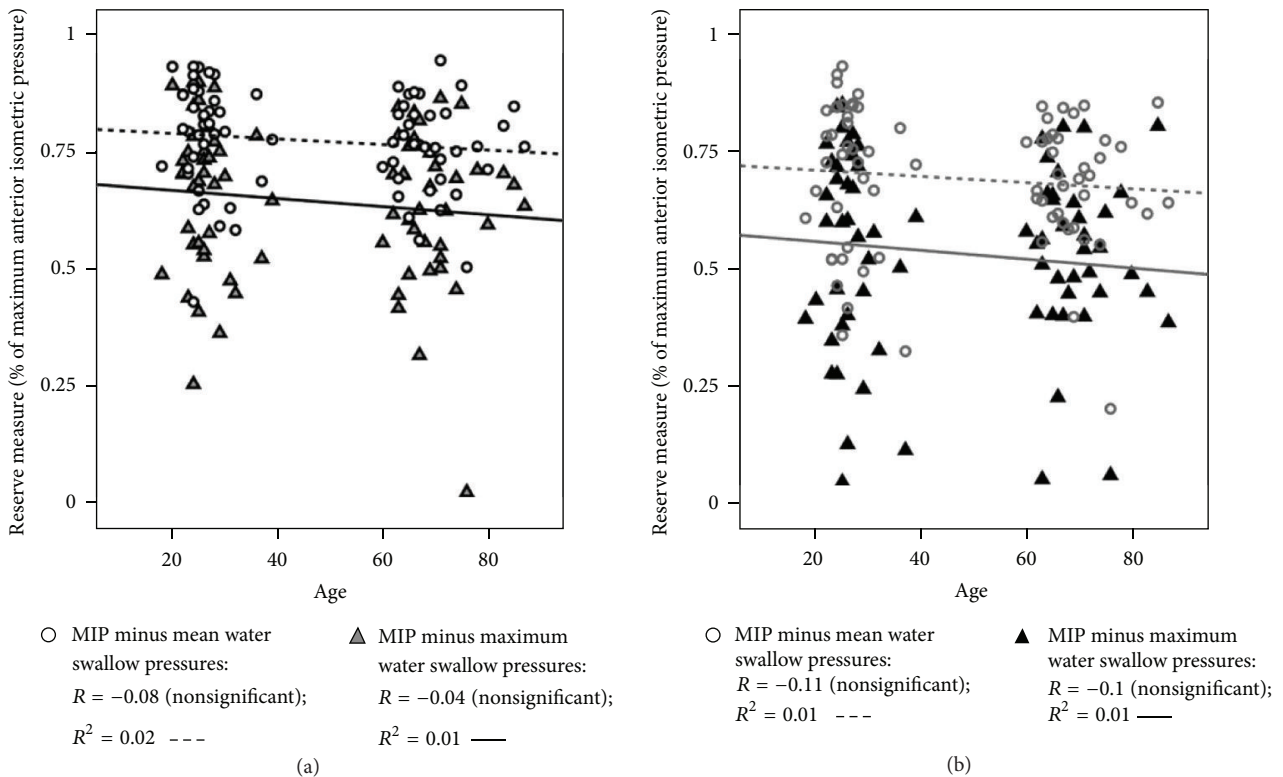 Reserve measure (% of maximum anterior isometric pressure)
1
0.75
0.5
0.25
0
20
40
60
80
Age
MIP minus mean water
swallow pressures:
R = −0.08 (nonsignificant);
R² = 0.02 - - -
MIP minus maximum
water swallow pressures:
R = −0.04 (nonsignificant);
R² = 0.01 —
(a)
Reserve measure (% of maximum anterior isometric pressure)
1
0.75
0.5
0.25
0
20
40
60
80
Age
MIP minus mean water
swallow pressures:
R = −0.11 (nonsignificant);
R² = 0.01 - - -
MIP minus maximum
water swallow pressures:
R = −0.1 (nonsignificant);
R² = 0.01 —
(b)